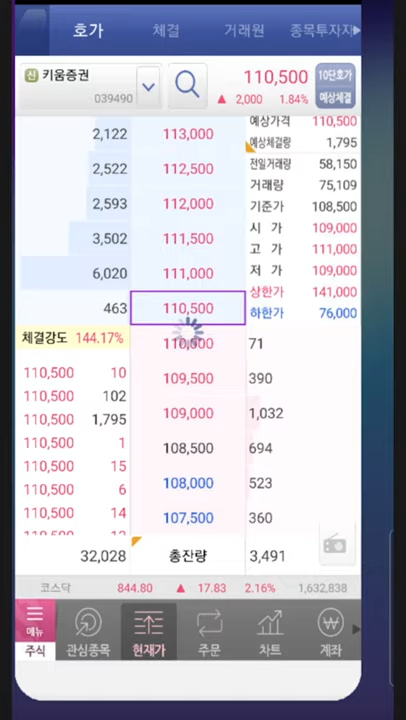 호가 체결 거래원 종목투자자
신 키움증권
039490
110,500
▲ 2,000 1.84%
10단호가
예상체결
2,122 113,000
2,522 112,500
2,593 112,000
3,502 111,500
6,020 111,000
463 110,500
예상가격 110,500
예상체결량 1,795
전일거래량 58,150
거래량 75,109
기준가 108,500
시 가 109,000
고 가 111,000
저 가 109,000
상한가 141,000
하한가 76,000
체결강도 144.17%
110,500 10
110,500 102
110,500 1,795
110,500 1
110,500 15
110,500 6
110,500 14
110,500 12
110,000 71
109,500 390
109,000 1,032
108,500 694
108,000 523
107,500 360
32,028 총잔량 3,491
코스닥 844.80 ▲ 17.83 2.16% 1,632,838
메뉴
주식 관심종목 현재가 주문 차트 계좌